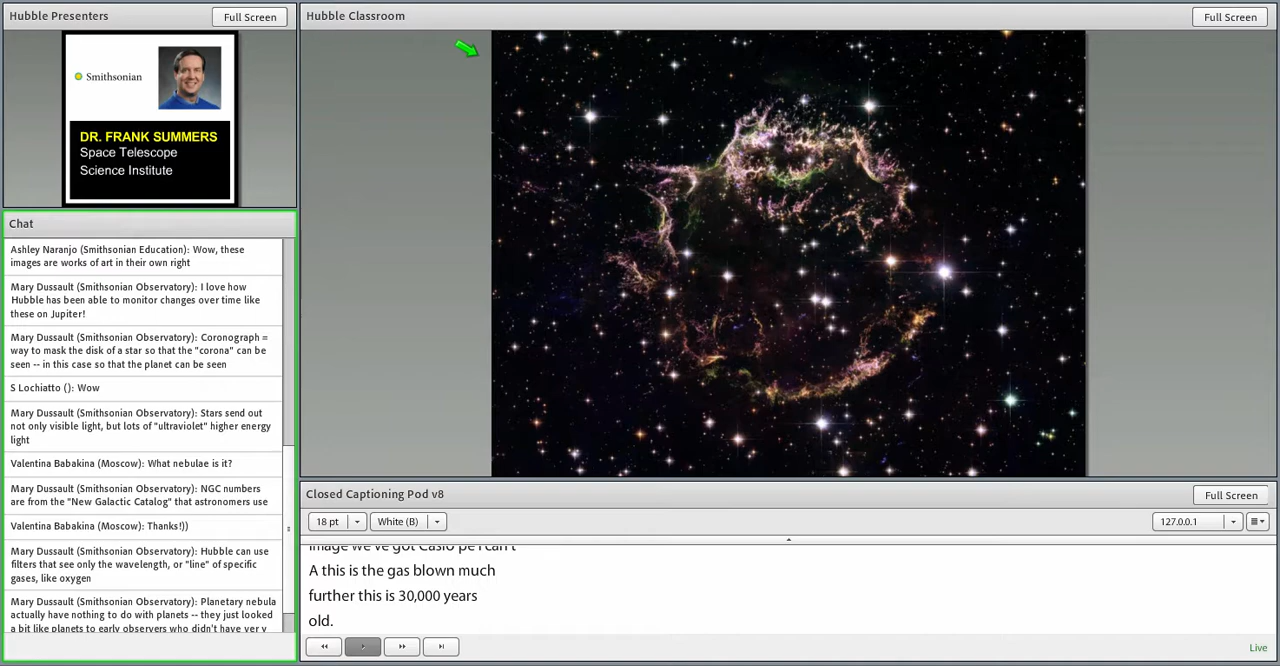 Hubble Presenters
Full Screen
Smithsonian
DR. FRANK SUMMERS
Space Telescope
Science Institute
Chat
Ashley Naranjo (Smithsonian Education): Wow, these
images are works of art in their own right
Mary Dussault (Smithsonian Observatory): I love how
Hubble has been able to monitor changes over time like
these on Jupiter!
Mary Dussault (Smithsonian Observatory): Coronograph =
way to mask the disk of a star so that the "corona" can be
seen -- in this case so that the planet can be seen
S Lochiatto (): Wow
Mary Dussault (Smithsonian Observatory): Stars send out
not only visible light, but lots of "ultraviolet" higher energy
light
Valentina Babakina (Moscow): What nebulae is it?
Mary Dussault (Smithsonian Observatory): NGC numbers
are from the "New Galactic Catalog" that astronomers use
Valentina Babakina (Moscow): Thanks!))
Mary Dussault (Smithsonian Observatory): Hubble can use
filters that see only the wavelength, or "line" of specific
gases, like oxygen
Mary Dussault (Smithsonian Observatory): Planetary nebula
actually have nothing to do with planets -- they just looked
a bit like planets to early observers who didn't have very
Hubble Classroom
Full Screen
Closed Captioning Pod v8
Full Screen
18 pt
White (B)
127.0.0.1
image we've got Casio pe I can't
A this is the gas blown much
further this is 30,000 years
old.
Live